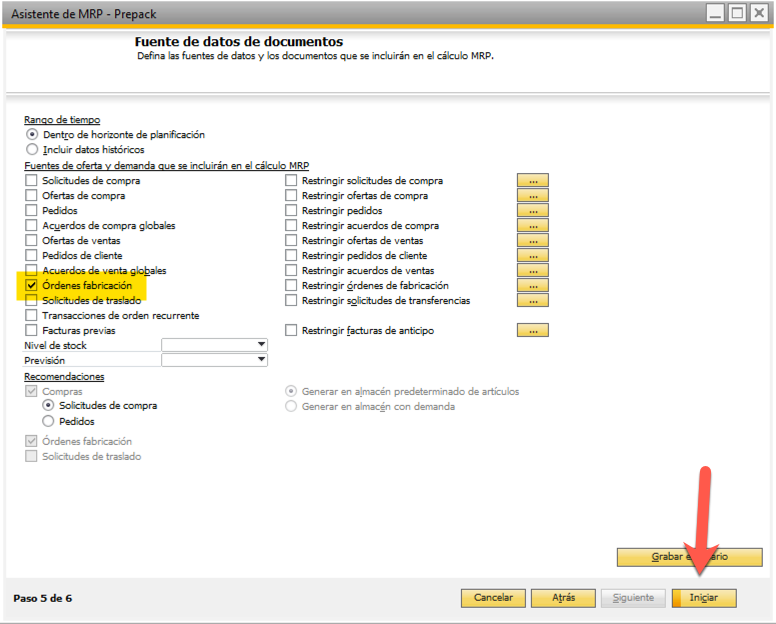 Asistente de MRP - Prepack
Fuente de datos de documentos
Defina las fuentes de datos y los documentos que se incluirán en el cálculo MRP.
Rango de tiempo
Dentro de horizonte de planificación
Incluir datos históricos
Fuentes de oferta y demanda que se incluirán en el cálculo MRP
Solicitudes de compra Restringir solicitudes de compra ...
Ofertas de compra Restringir ofertas de compra ...
Pedidos Restringir pedidos ...
Acuerdos de compra globales Restringir acuerdos de compra ...
Ofertas de ventas Restringir ofertas de ventas ...
Pedidos de cliente Restringir pedidos de cliente ...
Acuerdos de venta globales Restringir acuerdos de ventas ...
Órdenes fabricación Restringir órdenes de fabricación ...
Solicitudes de traslado Restringir solicitudes de transferencias ...
Transacciones de orden recurrente
Facturas previas Restringir facturas de anticipo ...
Nivel de stock
Previsión
Recomendaciones
Compras Generar en almacén predeterminado de artículos
Solicitudes de compra Generar en almacén con demanda
Pedidos
Órdenes fabricación
Solicitudes de traslado
Grabar
Paso 5 de 6 Cancelar Atrás Siguiente Iniciar